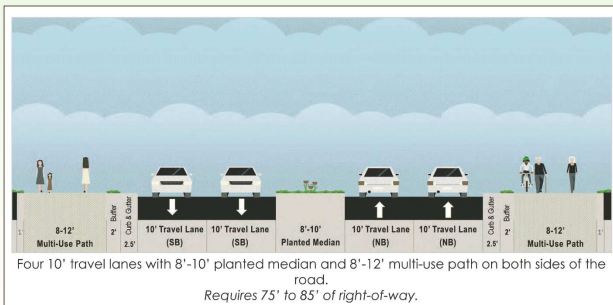 1'
8-12'
Multi-Use Path
Buffer
2'
Curb & Gutter
2.5'
10' Travel Lane
(SB)
10' Travel Lane
(SB)
8'-10'
Planted Median
10' Travel Lane
(NB)
10' Travel Lane
(NB)
Curb & Gutter
2.5'
Buffer
2'
8-12'
Multi-Use Path
1'
Four 10' travel lanes with 8'-10' planted median and 8'-12' multi-use path on both sides of the
road.
Requires 75' to 85' of right-of-way.